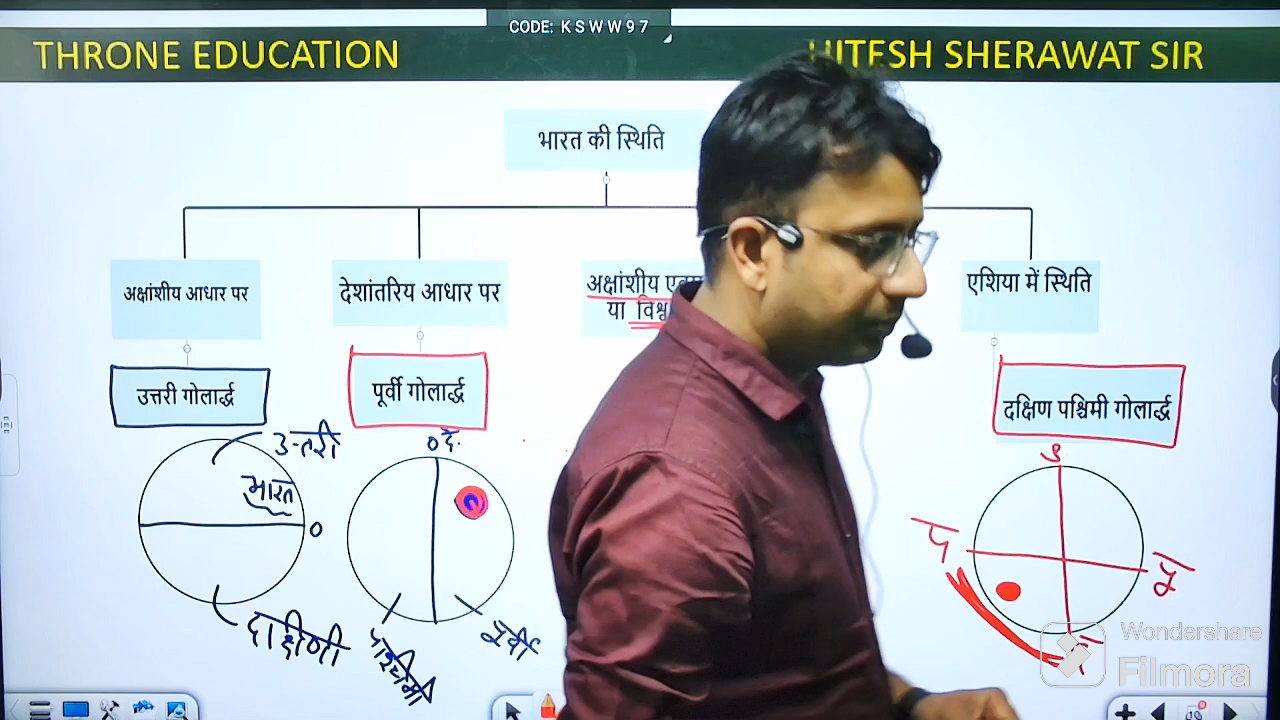 CODE: KSWW97
THRONE EDUCATION
HITESH SHERAWAT SIR
भारत की स्थिति
अक्षांशीय आधार पर
देशांतरिय आधार पर
अक्षांशीय
या विश्व
एशिया में स्थिति
उत्तरी गोलार्द्ध
पूर्वी गोलार्द्ध
दक्षिण पश्चिमी गोलार्द्ध
उत्तरी
भारत
0
दक्षिणी
0 दे.
पश्चिमी
पूर्वी
उ
प
पू
द
Wondershare
Filmora